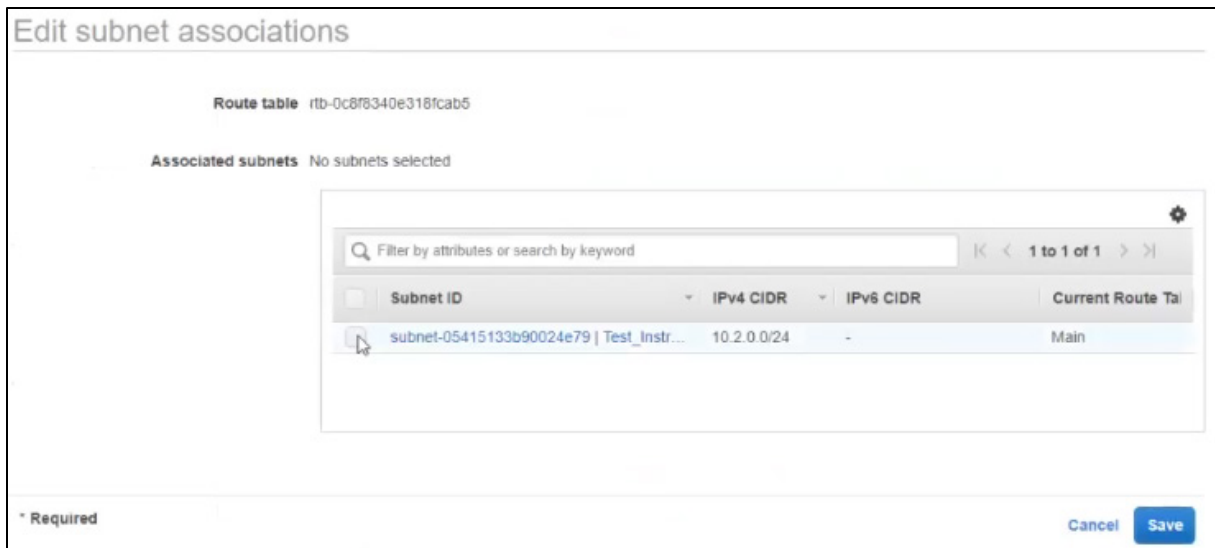 Edit subnet associations
Route table rtb-0c8f8340e318fcab5
Associated subnets No subnets selected
Filter by attributes or search by keyword
1 to 1 of 1
Subnet ID IPv4 CIDR IPv6 CIDR Current Route Tal
subnet-05415133b90024e79 | Test_Instr... 10.2.0.0/24 - Main
* Required
Cancel Save